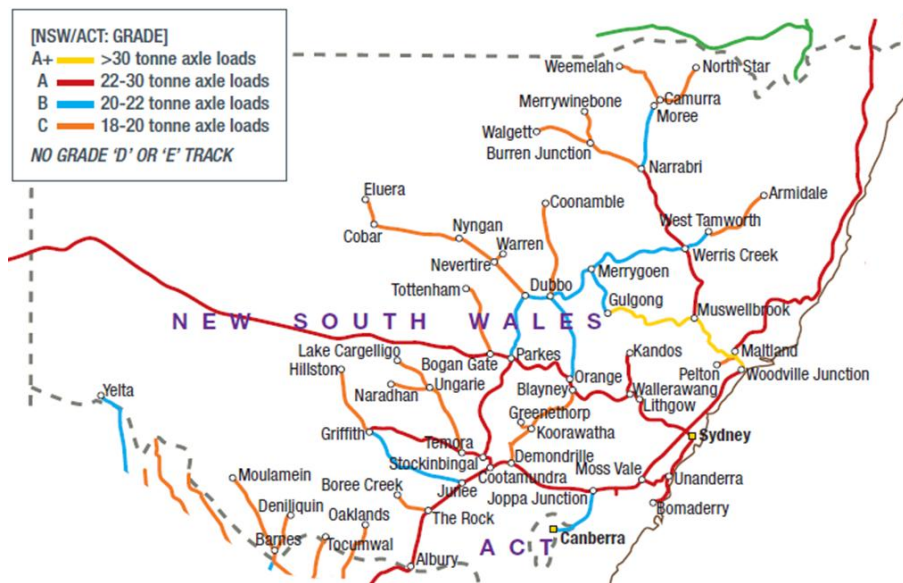 [NSW/ACT: GRADE]
A+ >30 tonne axle loads
A 22-30 tonne axle loads
B 20-22 tonne axle loads
C 18-20 tonne axle loads
NO GRADE 'D' OR 'E' TRACK
Weemelah
North Star
Camurra
Moree
Merrywinebone
Walgett
Burren Junction
Narrabri
Eluera
Coonamble
Armidale
Cobar
Nyngan
West Tamworth
Warren
Nevertire
Werris Creek
Dubbo
Merrygoen
Tottenham
Gulgong
Muswellbrook
NEW SOUTH WALES
Lake Cargelligo
Bogan Gate
Parkes
Kandos
Maitland
Hillston
Pelton
Woodville Junction
Yelta
Naradhan
Ungarie
Orange
Blayney
Wallerawang
Lithgow
Greenethorp
Koorawatha
Griffith
Sydney
Temora
Stockinbingal
Demondrille
Cootamundra
Moss Vale
Unanderra
Moulamein
Boree Creek
Junee
Joppa Junction
Bomaderry
Deniliquin
Oaklands
The Rock
Canberra
Barnes
Tocumwal
ACT
Albury